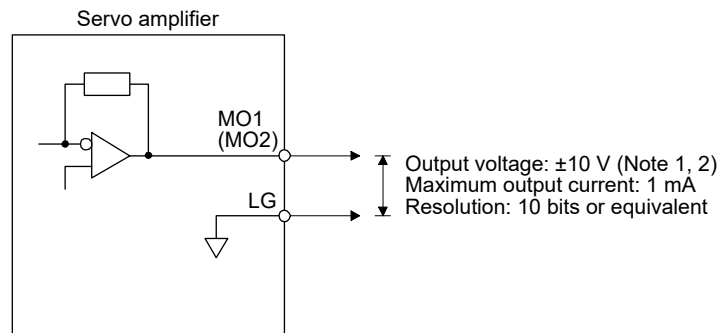 Servo amplifier
MO1
(MO2)
LG
Output voltage: ±10 V (Note 1, 2)
Maximum output current: 1 mA
Resolution: 10 bits or equivalent